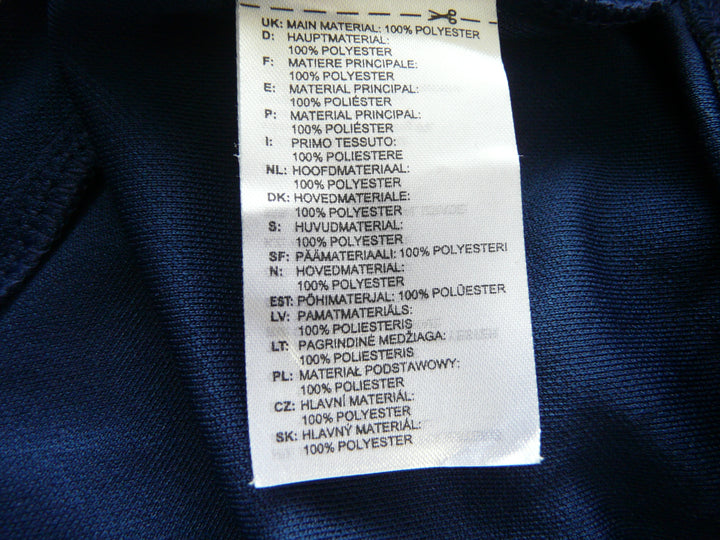 UK: MAIN MATERIAL: 100% POLYESTER
D: HAUPTMATERIAL:
100% POLYESTER
F: MATIERE PRINCIPALE:
100% POLYESTER
E: MATERIAL PRINCIPAL:
100% POLIÉSTER
P: MATERIAL PRINCIPAL:
100% POLIÉSTER
I: PRIMO TESSUTO:
100% POLIESTERE
NL: HOOFDMATERIAAL:
100% POLYESTER
DK: HOVEDMATERIALE:
100% POLYESTER
S: HUVUDMATERIAL:
100% POLYESTER
SF: PÄÄMATERIAALI: 100% POLYESTERI
N: HOVEDMATERIAL:
100% POLYESTER
EST: PÕHIMATERJAL: 100% POLÜESTER
LV: PAMATMATERIĀLS:
100% POLIESTERIS
LT: PAGRINDINĖ MEDŽIAGA:
100% POLIESTERIS
PL: MATERIAŁ PODSTAWOWY:
100% POLYESTER
CZ: HLAVNÍ MATERIÁL:
100% POLYESTER
SK: HLAVNÝ MATERIÁL:
100% POLYESTER